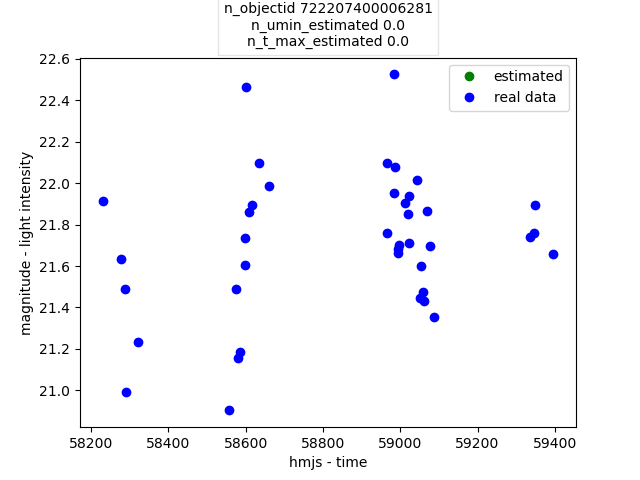 n_objectid 722207400006281
n_umin_estimated 0.0
n_t_max_estimated 0.0
22.6
22.4
22.2
22.0
21.8
21.6
21.4
21.2
21.0
magnitude - light intensity
estimated
real data
58200 58400 58600 58800 59000 59200 59400
hmjs - time